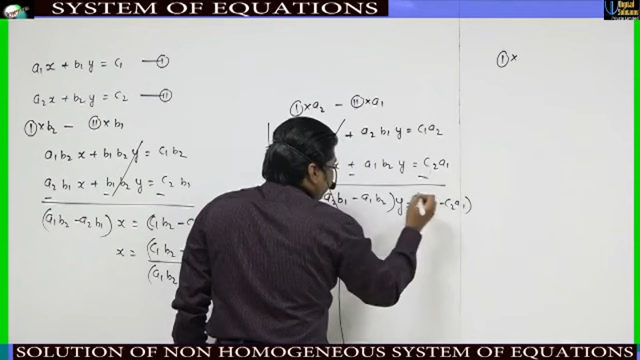 SYSTEM OF EQUATIONS
a₁x + b₁y = c₁ — Ⓘ
a₂x + b₂y = c₂ — Ⓘ︎Ⓘ
Ⓘ × b₂ − ⒾⒾ × b₁
a₁b₂x + b₁b₂y = c₁b₂
a₂b₁x + b₁b₂y = c₂b₁
(a₁b₂ − a₂b₁) x = (c₁b₂ − c
x = (c₁b₂ −
(a₁b₂
Ⓘ × a₂ − ⒾⒾ × a₁
+ a₂b₁y = c₁a₂
+ a₁b₂y = c₂a₁
a₂b₁ − a₁b₂) y = − c₂a₁)
Ⓘ ×
SOLUTION OF NON HOMOGENEOUS SYSTEM OF EQUATIONS